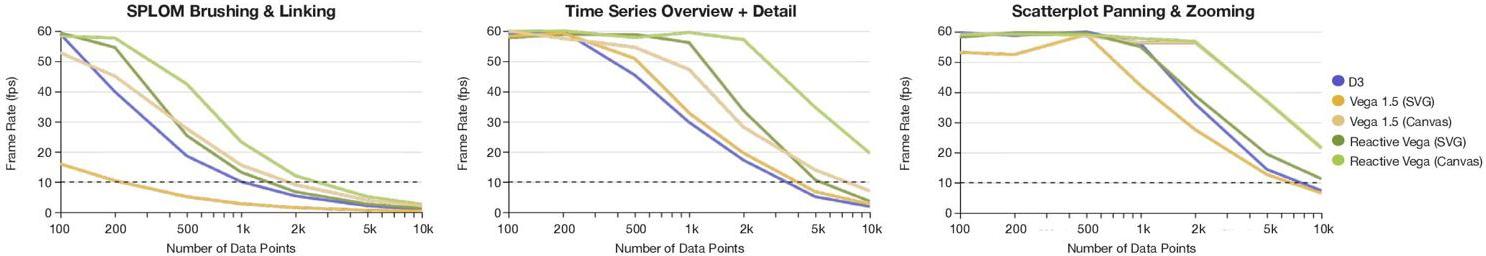 SPLOM Brushing & Linking
Frame Rate (fps)
60
50
40
30
20
10
0
100
200
500
1k
2k
5k
10k
Number of Data Points
Time Series Overview + Detail
Frame Rate (fps)
60
50
40
30
20
10
0
100
200
500
1k
2k
5k
10k
Number of Data Points
Scatterplot Panning & Zooming
Frame Rate (fps)
60
50
40
30
20
10
0
100
200
500
1k
2k
5k
10k
Number of Data Points
D3
Vega 1.5 (SVG)
Vega 1.5 (Canvas)
Reactive Vega (SVG)
Reactive Vega (Canvas)